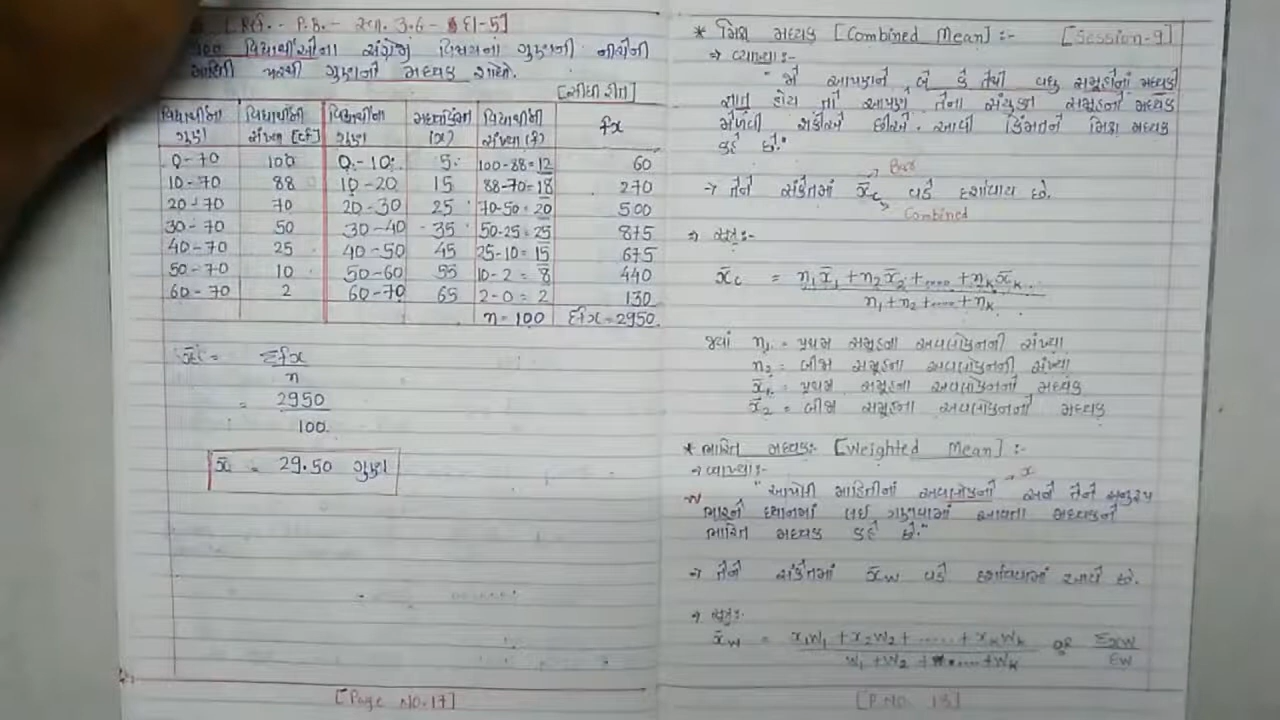 [Ref. - P.B. - સ્વા. 3.6 - દા-5]
100 વિદ્યાર્થીઓના અંગ્રેજી વિષયનાં ગુણની નીચેની
માહિતી પરથી ગુણનો મધ્યક શોધો.
[સીધી રીત]
વિદ્યાર્થીના ગુણ વિદ્યાર્થીની સંખ્યા [cf] વિદ્યાર્થીના ગુણ મધ્યકિંમત (x) વિદ્યાર્થીની સંખ્યા (f) fx
0-70 100 0-10 5 100-88=12 60
10-70 88 10-20 15 88-70=18 270
20-70 70 20-30 25 70-50=20 500
30-70 50 30-40 35 50-25=25 875
40-70 25 40-50 45 25-10=15 675
50-70 10 50-60 55 10-2=8 440
60-70 2 60-70 65 2-0=2 130
n=100 Σfx=2950
x̄ = Σfx
n
= 2950
100
x̄ = 29.50 ગુણ
[Page No.17]
* મિશ્ર મધ્યક [Combined Mean] :- [Session-9]
→ વ્યાખ્યા:-
"જો આપણને બે કે તેથી વધુ સમૂહોનાં મધ્યકો
જ્ઞાત હોય તો આપણે તેના સંયુક્ત સમૂહનો મધ્યક
મેળવી શકીએ છીએ. આવી કિંમતને મિશ્ર મધ્યક
કહે છે."
→ Bar
→ તેને સંકેતમાં x̄c વડે દર્શાવાય છે.
Combined
→ સૂત્ર:-
x̄c = n₁x̄₁ + n₂x̄₂ + .... + nₖx̄ₖ
n₁ + n₂ + .... + nₖ
જ્યાં n₁ = પ્રથમ સમૂહના અવલોકનની સંખ્યા
n₂ = બીજા સમૂહના અવલોકનની સંખ્યા
x̄₁ = પ્રથમ સમૂહના અવલોકનનો મધ્યક
x̄₂ = બીજા સમૂહના અવલોકનનો મધ્યક
* ભારિત મધ્યક [Weighted Mean] :-
→ વ્યાખ્યા:- → x
"આપેલી માહિતીનાં અવલોકનો અને તેને અનુરૂપ
ભારને ધ્યાનમાં લઈ ગણવામાં આવતા મધ્યકને
ભારિત મધ્યક કહે છે."
→ તેને સંકેતમાં x̄w વડે દર્શાવવામાં આવે છે.
→ સૂત્ર:-
x̄w = x₁w₁ + x₂w₂ + ...... + xₖwₖ or Σxw
w₁ + w₂ + ..... + wₖ Σw
[P.No. 18]